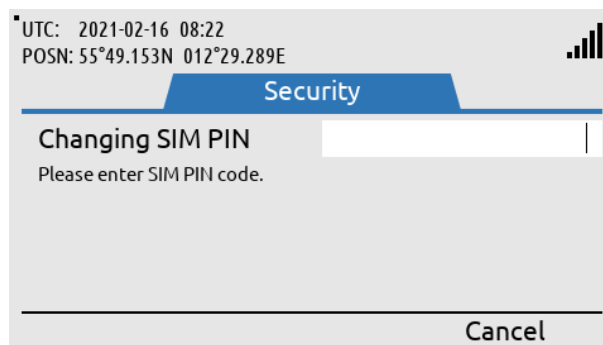 UTC: 2021-02-16 08:22
POSN: 55°49.153N 012°29.289E
Security
Changing SIM PIN
Please enter SIM PIN code.
Cancel